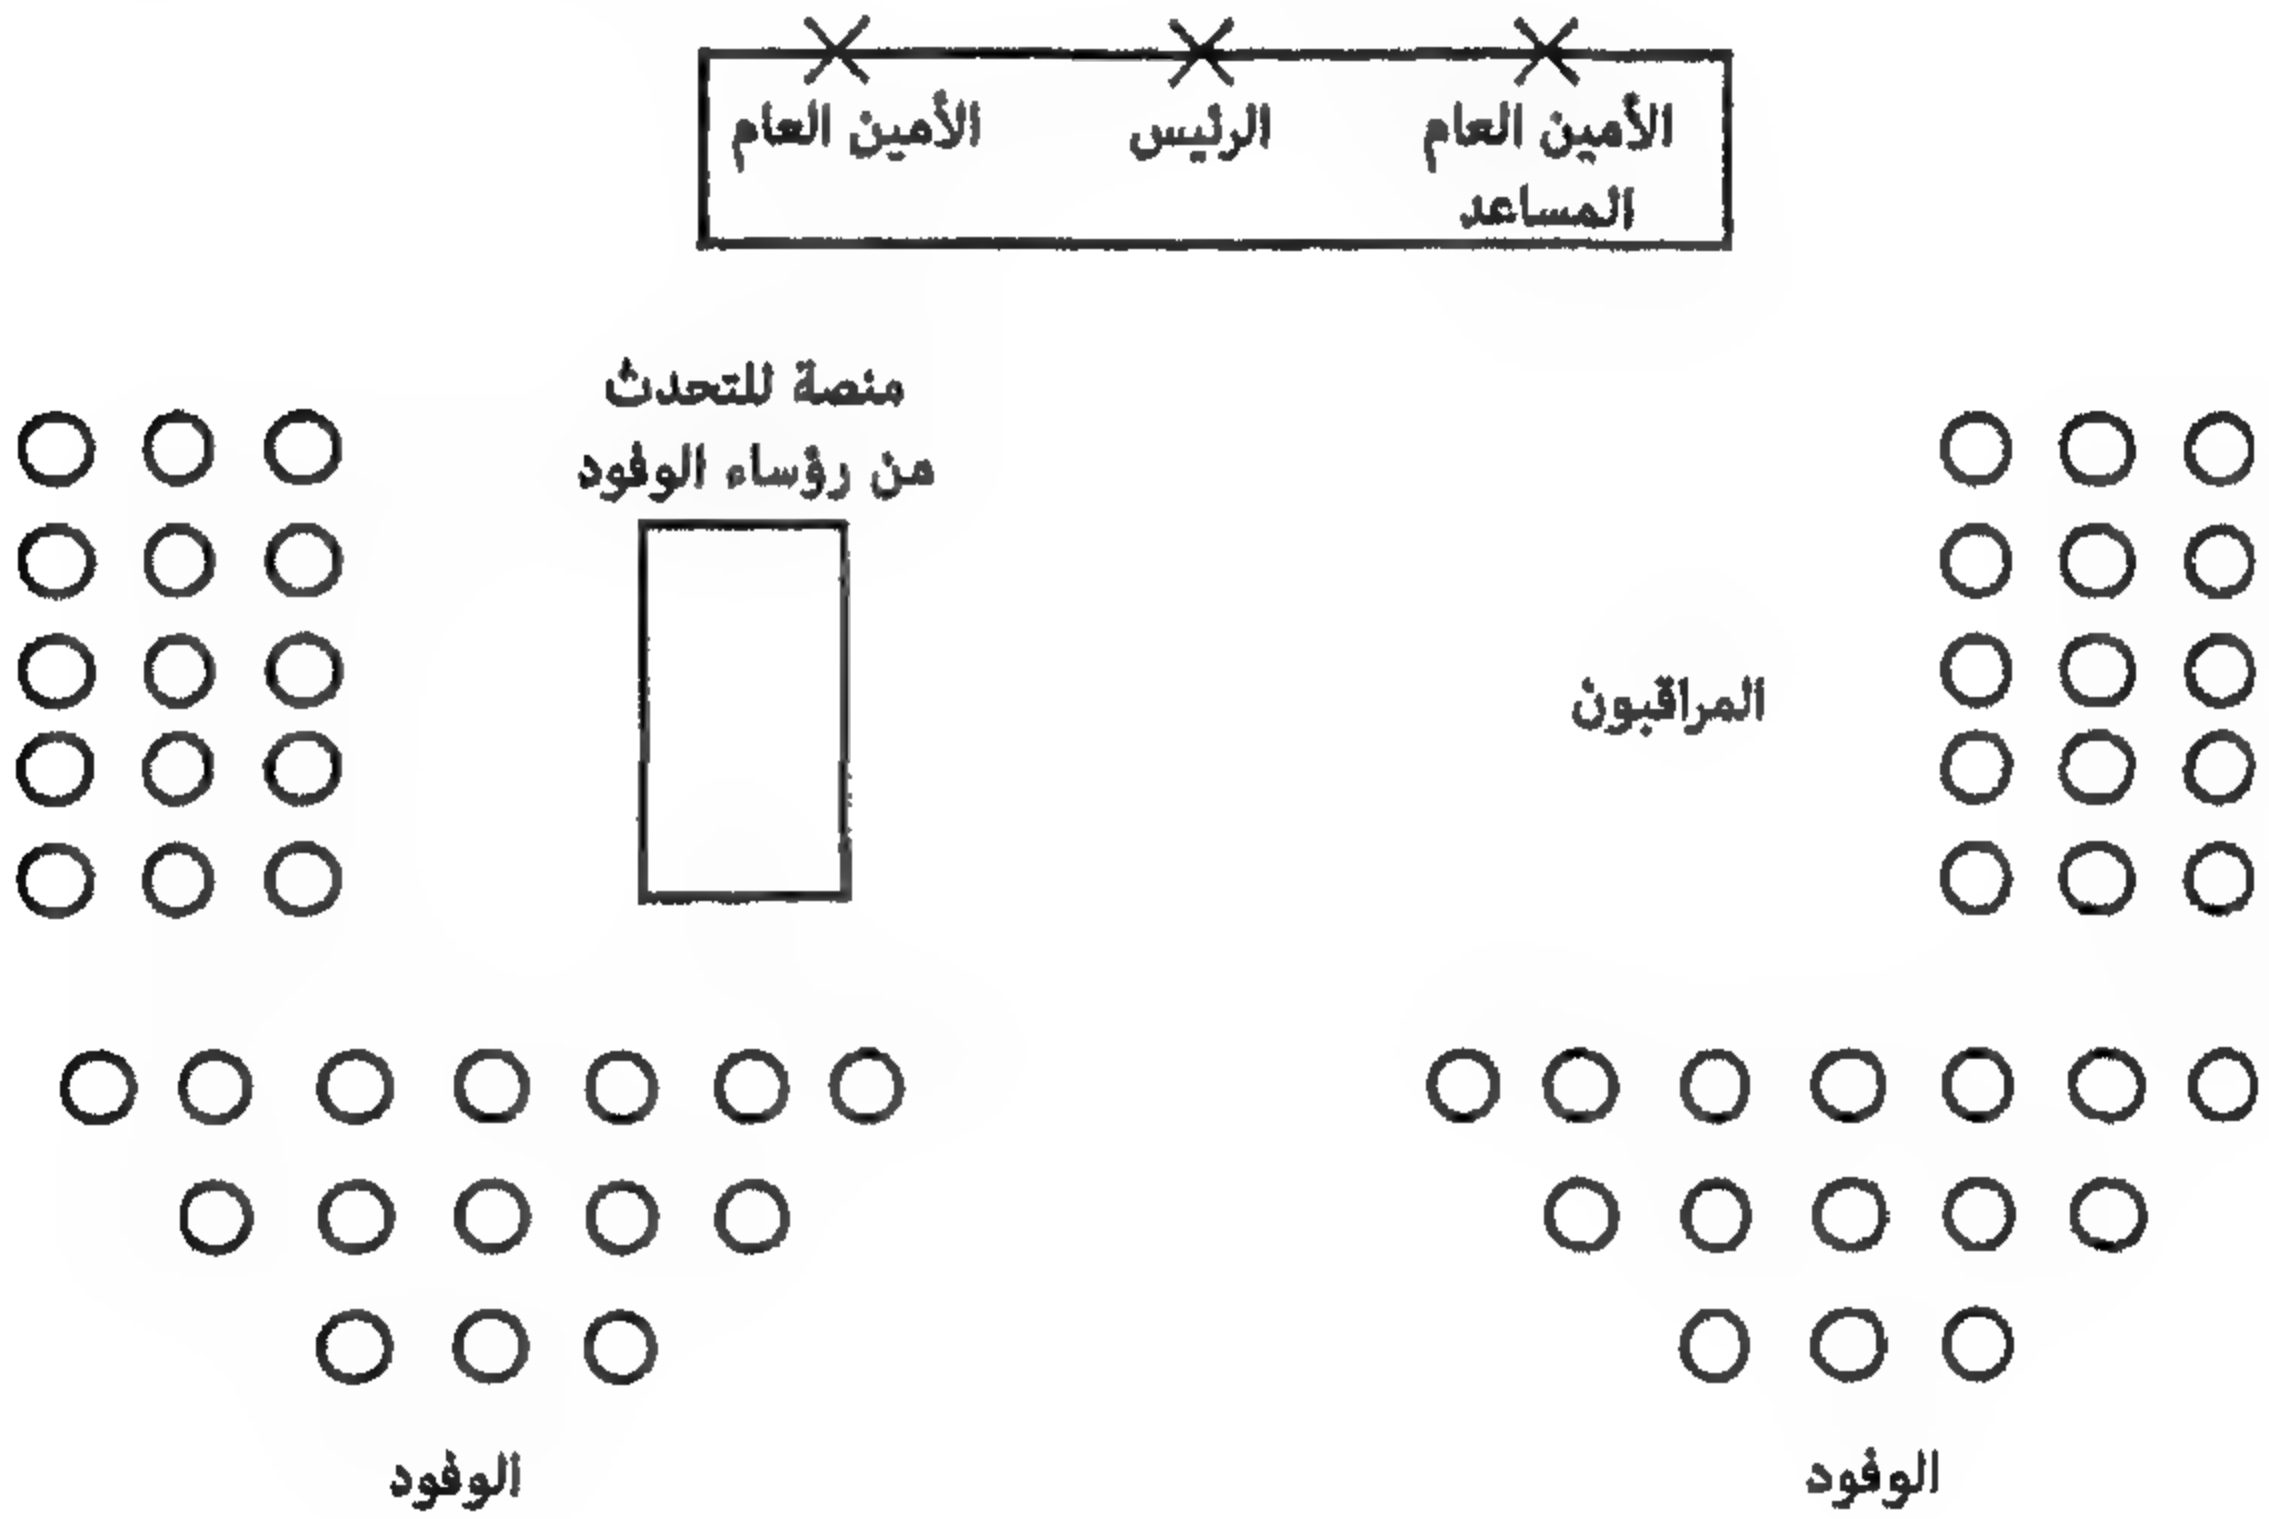 الأمين العام
المساعد
الرئيس
الأمين العام
منصة للتحدث
من رؤساء الوفود
المراقبون
الوفود
الوفود